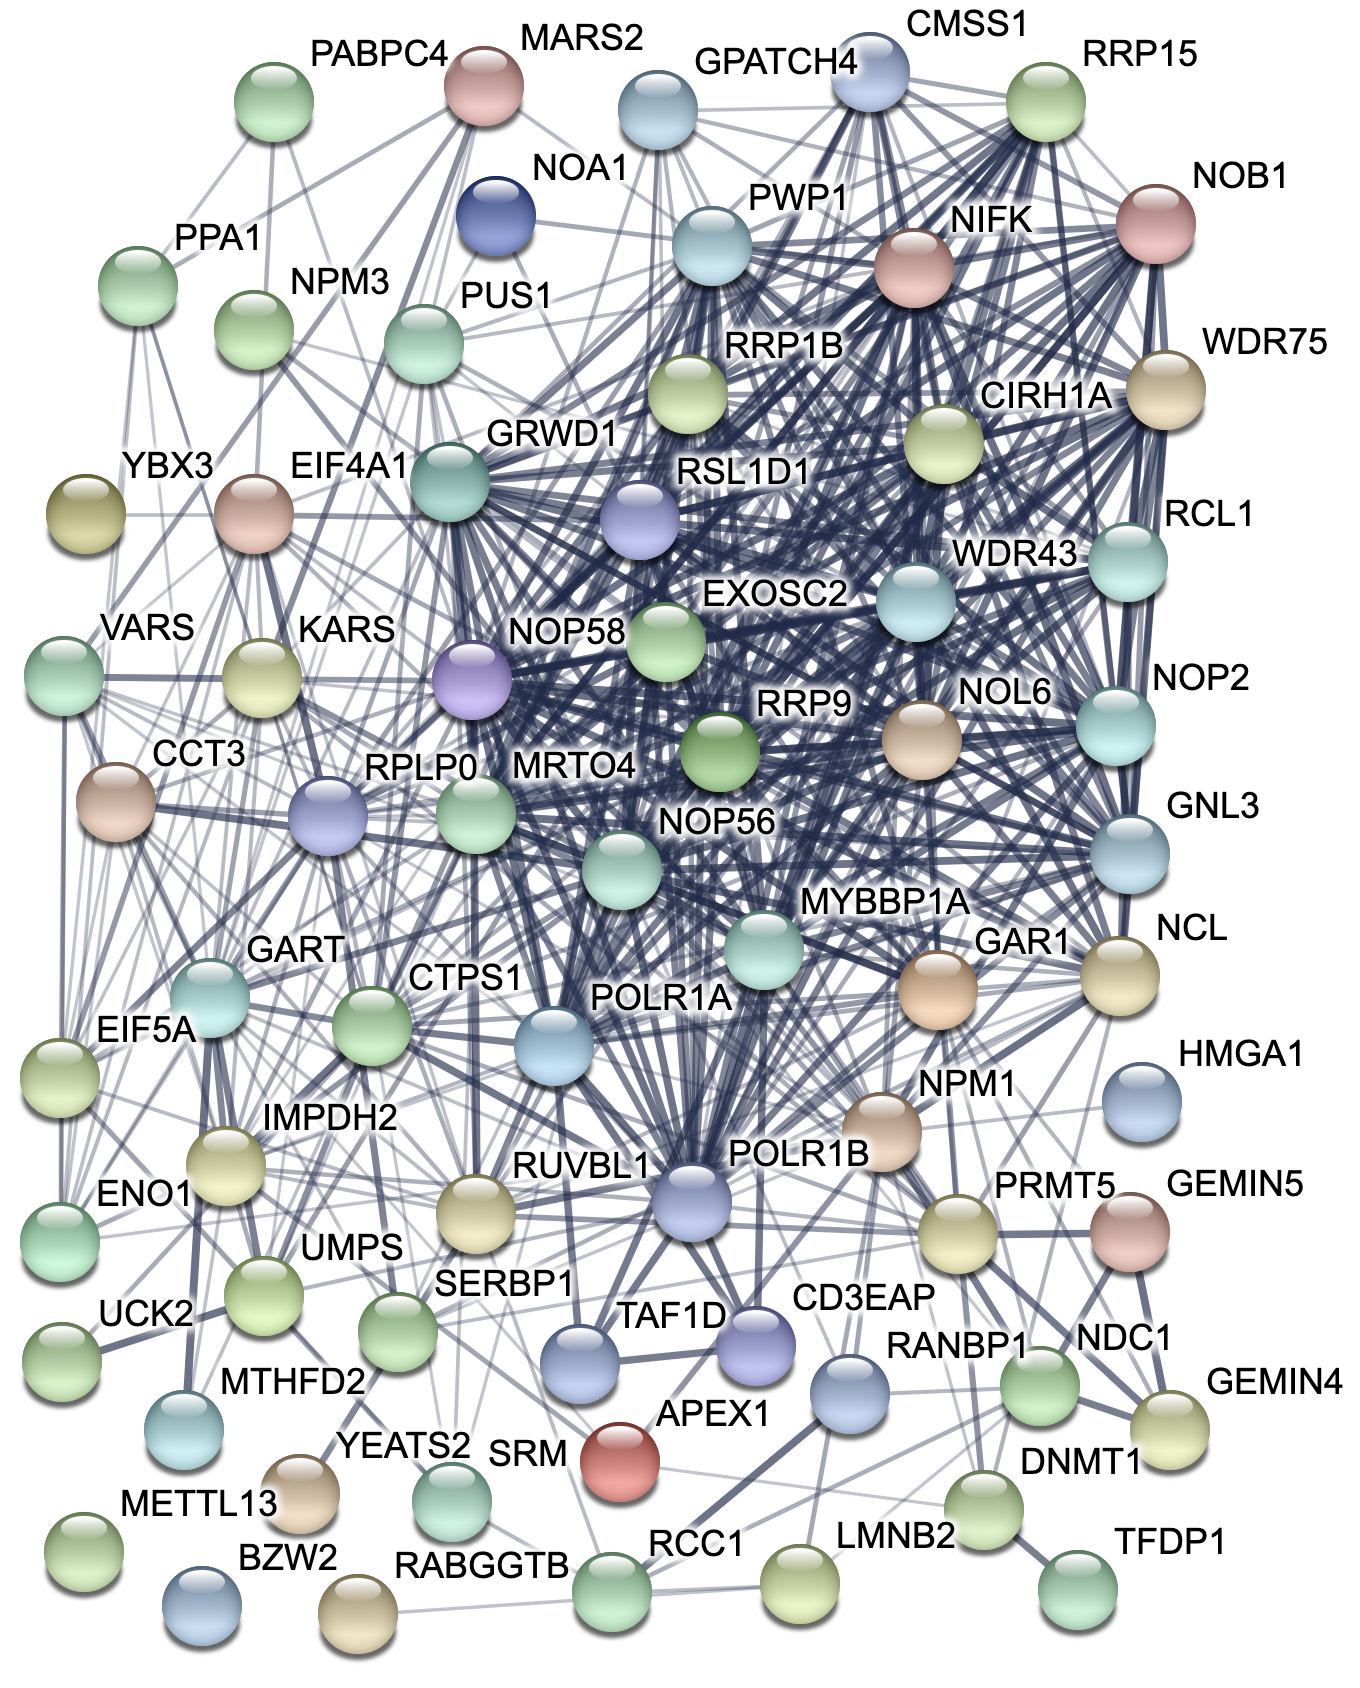 CMSS1
MARS2
PABPC4
RRP15
GPATCH4
NOA1
NOB1
PWP1
NIFK
PPA1
NPM3
PUS1
WDR75
RRP1B
CIRH1A
GRWD1
YBX3
EIF4A1
RSL1D1
RCL1
WDR43
EXOSC2
VARS
KARS
NOP58
NOP2
NOL6
RRP9
CCT3
RPLP0
MRTO4
GNL3
NOP56
MYBBP1A
NCL
GAR1
GART
CTPS1
POLR1A
EIF5A
HMGA1
NPM1
IMPDH2
POLR1B
RUVBL1
PRMT5
GEMIN5
ENO1
UMPS
SERBP1
CD3EAP
UCK2
TAF1D
NDC1
RANBP1
MTHFD2
GEMIN4
APEX1
YEATS2
SRM
DNMT1
METTL13
LMNB2
TFDP1
RCC1
BZW2
RABGGTB